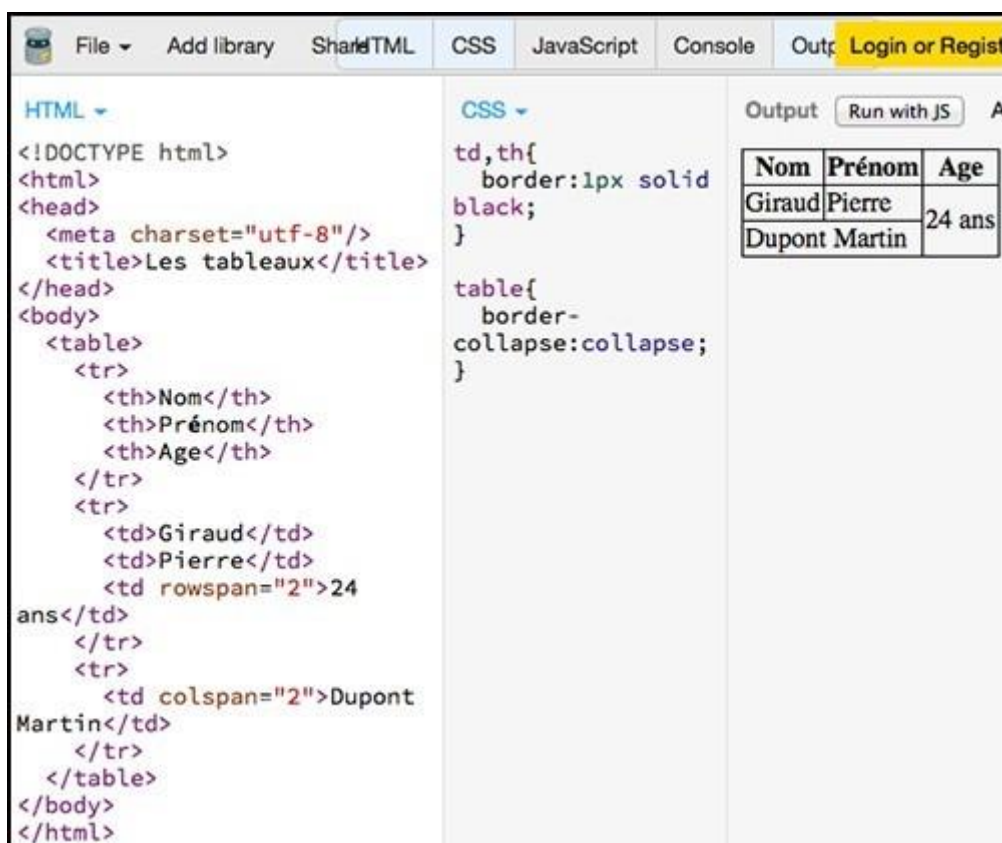 File Add library Share HTML CSS JavaScript Console Outp Login or Regist
HTML
<!DOCTYPE html>
<html>
<head>
<meta charset="utf-8"/>
<title>Les tableaux</title>
</head>
<body>
<table>
<tr>
<th>Nom</th>
<th>Prénom</th>
<th>Age</th>
</tr>
<tr>
<td>Giraud</td>
<td>Pierre</td>
<td rowspan="2">24
ans</td>
</tr>
<tr>
<td colspan="2">Dupont
Martin</td>
</tr>
</table>
</body>
</html>
CSS
td,th{
border:1px solid
black;
}
table{
border-
collapse:collapse;
}
Output Run with JS A
Nom Prénom Age
Giraud Pierre
24 ans
Dupont Martin